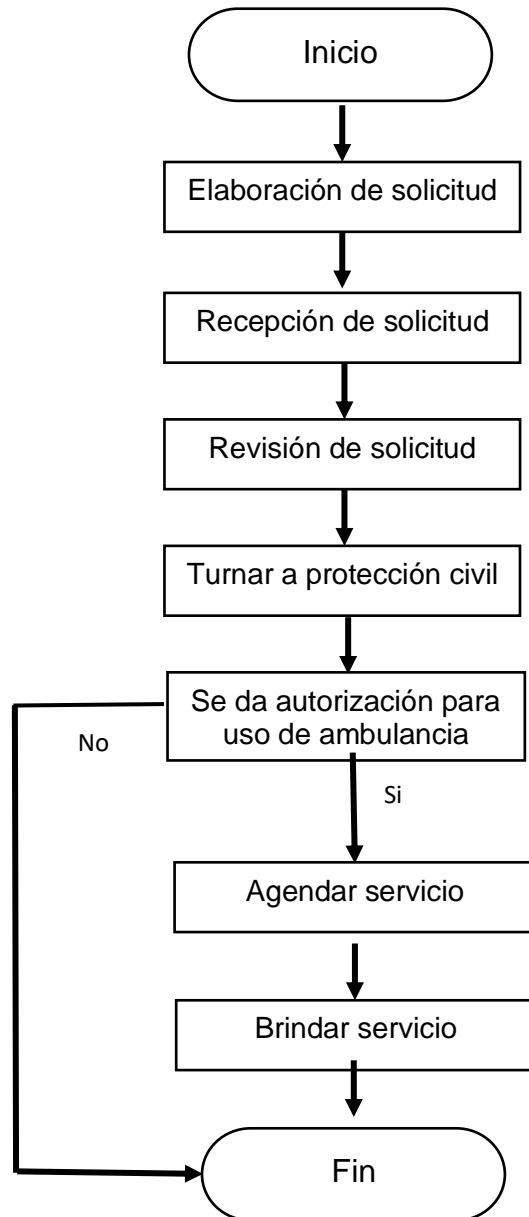 Inicio
Elaboración de solicitud
Recepción de solicitud
Revisión de solicitud
Turnar a protección civil
Se da autorización para
uso de ambulancia
No
Si
Agendar servicio
Brindar servicio
Fin